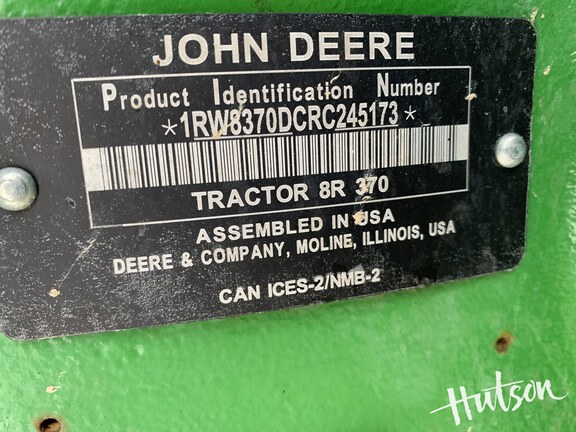 JOHN DEERE
Product Identification Number
*1RW8370DCRC245173*
TRACTOR 8R 370
ASSEMBLED IN USA
DEERE & COMPANY, MOLINE, ILLINOIS, USA
CAN ICES-2/NMB-2
Hutson